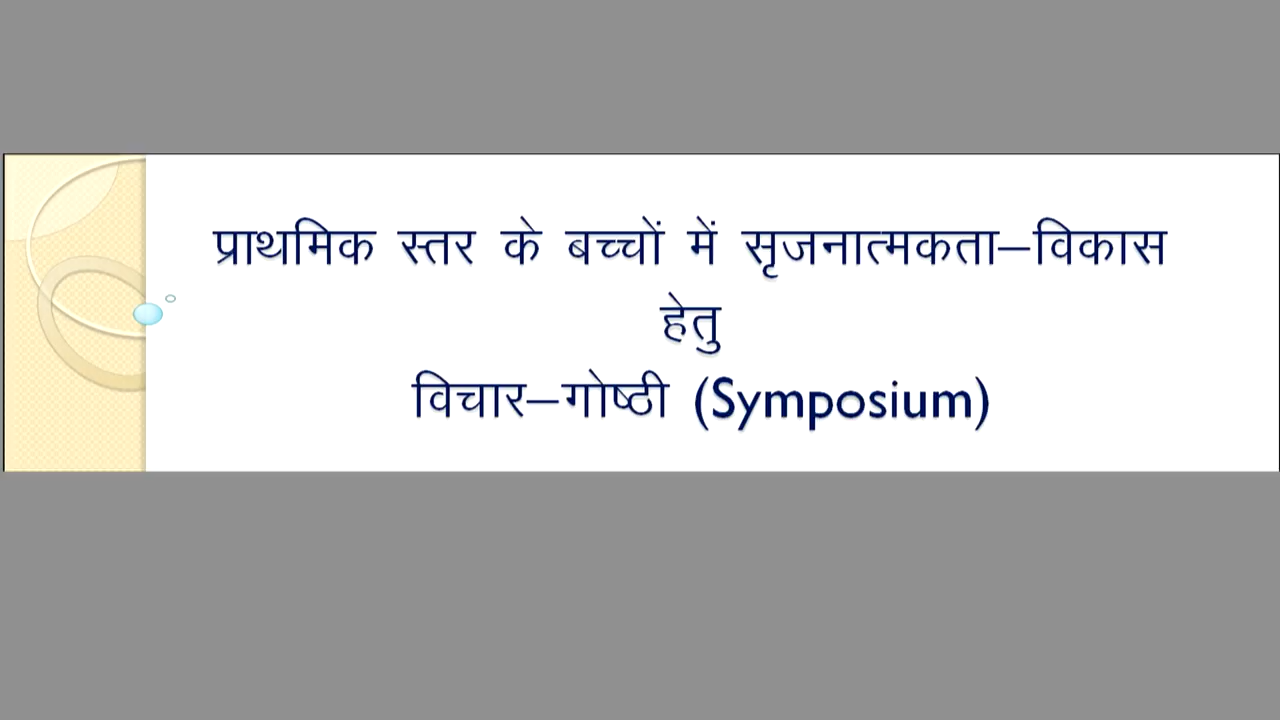 प्राथमिक स्तर के बच्चों में सृजनात्मकता–विकास
हेतु
विचार–गोष्ठी (Symposium)